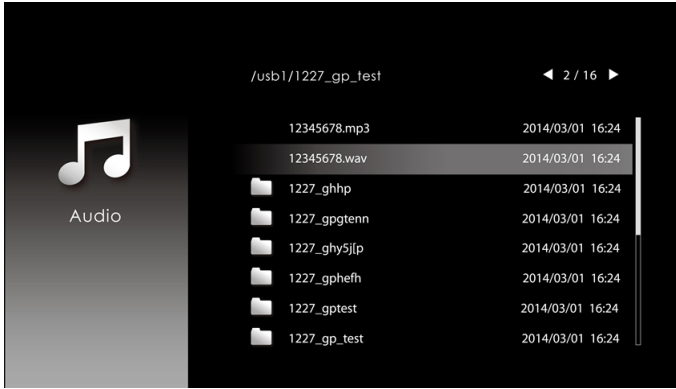 /usb1/1227_gp_test ◀ 2 / 16 ▶
12345678.mp3 2014/03/01 16:24
12345678.wav 2014/03/01 16:24
1227_ghhp 2014/03/01 16:24
Audio
1227_gpgtenn 2014/03/01 16:24
1227_ghy5j[p 2014/03/01 16:24
1227_gphefh 2014/03/01 16:24
1227_gptest 2014/03/01 16:24
1227_gp_test 2014/03/01 16:24